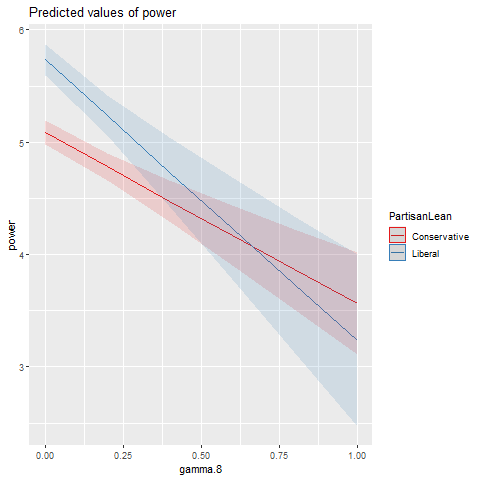 Predicted values of power
6
5
4
3
power
0.00 0.25 0.50 0.75 1.00
gamma.8
PartisanLean
Conservative
Liberal